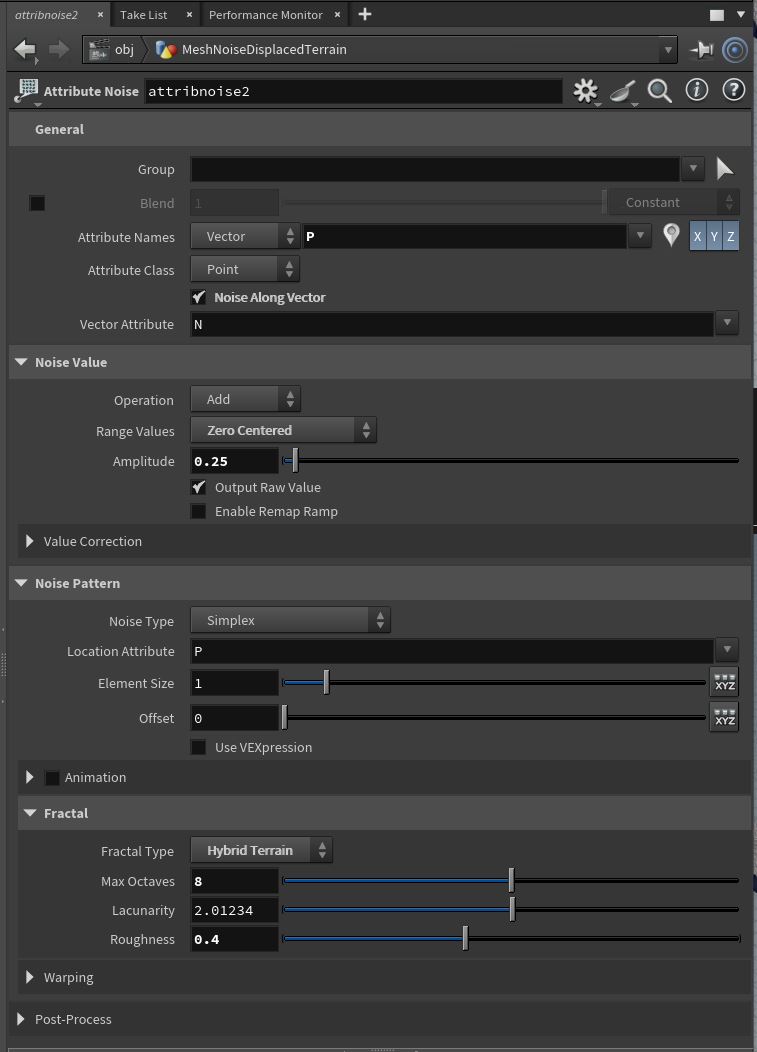 attribnoise2 × Take List × Performance Monitor × +
obj MeshNoiseDisplacedTerrain
Attribute Noise attribnoise2
General
Group
Blend 1 Constant
Attribute Names Vector P X Y Z
Attribute Class Point
Noise Along Vector
Vector Attribute N
Noise Value
Operation Add
Range Values Zero Centered
Amplitude 0.25
Output Raw Value
Enable Remap Ramp
Value Correction
Noise Pattern
Noise Type Simplex
Location Attribute P
Element Size 1 XYZ
Offset 0 XYZ
Use VEXpression
Animation
Fractal
Fractal Type Hybrid Terrain
Max Octaves 8
Lacunarity 2.01234
Roughness 0.4
Warping
Post-Process